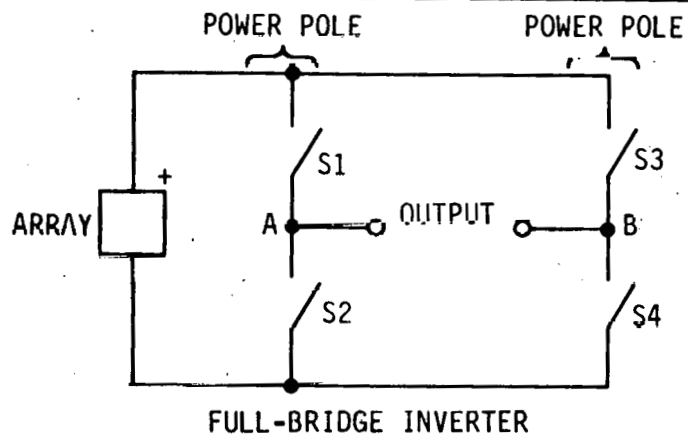 POWER POLE POWER POLE
+ S1 S3
ARRAY A OUTPUT B
S2 S4
FULL-BRIDGE INVERTER